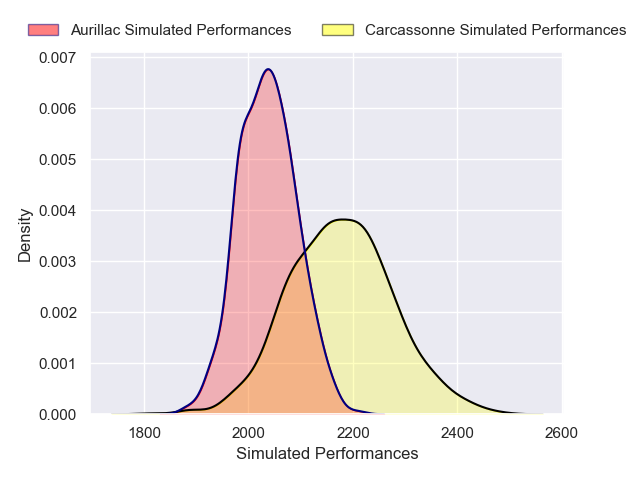 Aurillac Simulated Performances Carcassonne Simulated Performances
0.007
0.006
0.005
0.004
0.003
0.002
0.001
0.000
Density
1800 2000 2200 2400 2600
Simulated Performances